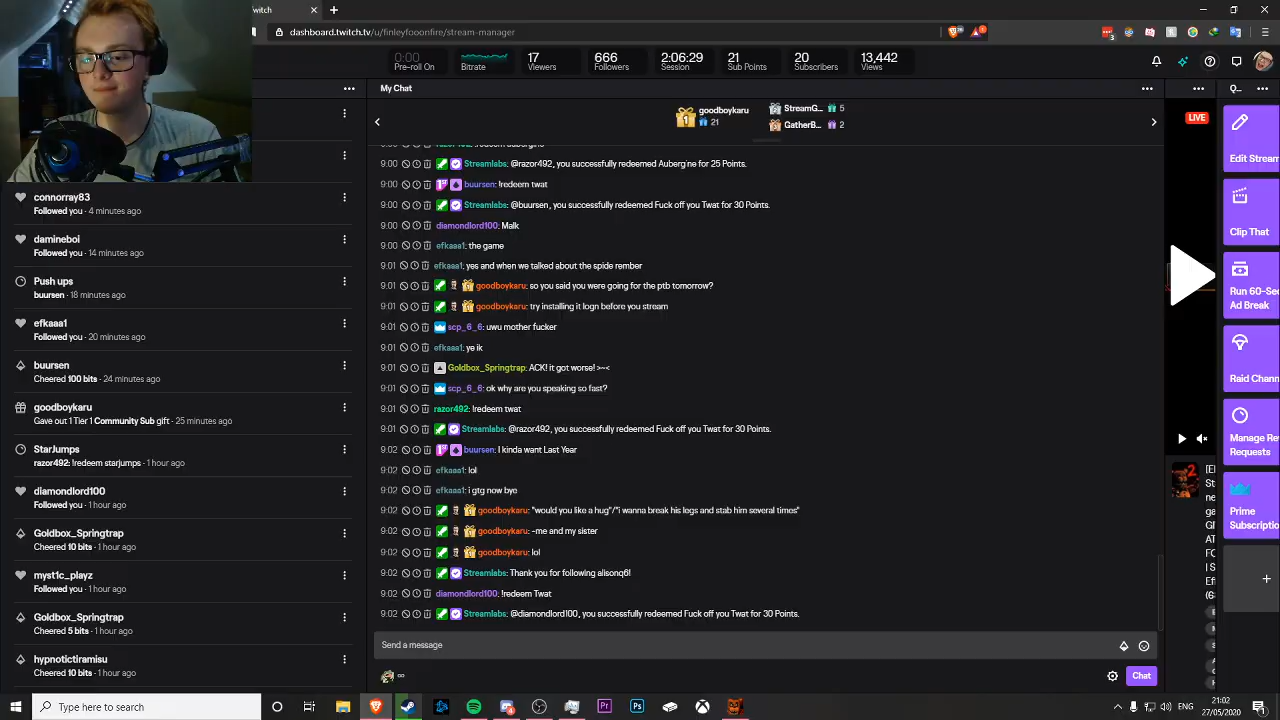 witch
dashboard.twitch.tv/u/finleyfooonfire/stream-manager
0:00
Pre-roll On
Bitrate
17
Viewers
666
Followers
2:06:29
Session
21
Sub Points
20
Subscribers
13,442
Views
My Chat
goodboykaru
21
StreamG... 5
GatherB... 2
connorray83
Followed you · 4 minutes ago
damineboi
Followed you · 14 minutes ago
Push ups
buursen · 18 minutes ago
efkaaa1
Followed you · 20 minutes ago
buursen
Cheered 100 bits · 24 minutes ago
goodboykaru
Gave out 1 Tier 1 Community Sub gift · 25 minutes ago
StarJumps
razor492: !redeem starjumps · 1 hour ago
diamondlord100
Followed you · 1 hour ago
Goldbox_Springtrap
Cheered 10 bits · 1 hour ago
myst1c_playz
Followed you · 1 hour ago
Goldbox_Springtrap
Cheered 5 bits · 1 hour ago
hypnotictiramisu
Cheered 10 bits · 1 hour ago
9:00 Streamlabs: @razor492, you successfully redeemed Auberg'ine for 25 Points.
9:00 buursen: !redeem twat
9:00 Streamlabs: @buursen, you successfully redeemed Fuck off you Twat for 30 Points.
9:00 diamondlord100: Malk
9:00 efkaaa1: the game
9:01 efkaaa1: yes and when we talked about the spide rember
9:01 goodboykaru: so you said you were going for the ptb tomorrow?
9:01 goodboykaru: try installing it logn before you stream
9:01 scp_6_6: uwu mother fucker
9:01 efkaaa1: ye ik
9:01 Goldbox_Springtrap: ACK! it got worse! >~<
9:01 scp_6_6: ok why are you speaking so fast?
9:01 razor492: !redeem twat
9:01 Streamlabs: @razor492, you successfully redeemed Fuck off you Twat for 30 Points.
9:02 buursen: I kinda want Last Year
9:02 efkaaa1: lol
9:02 efkaaa1: i gtg now bye
9:02 goodboykaru: "would you like a hug"/"i wanna break his legs and stab him several times"
9:02 goodboykaru: -me and my sister
9:02 goodboykaru: lol
9:02 Streamlabs: Thank you for following alisonq6!
9:02 diamondlord100: !redeem Twat
9:02 Streamlabs: @diamondlord100, you successfully redeemed Fuck off you Twat for 30 Points.
Send a message
Chat
LIVE
Q...
Edit Stream
Clip That
Run 60-Sec
Ad Break
Raid Chann
Manage Re
Requests
Prime
Subscriptio
Type here to search
ENG
21:02
27/05/2020